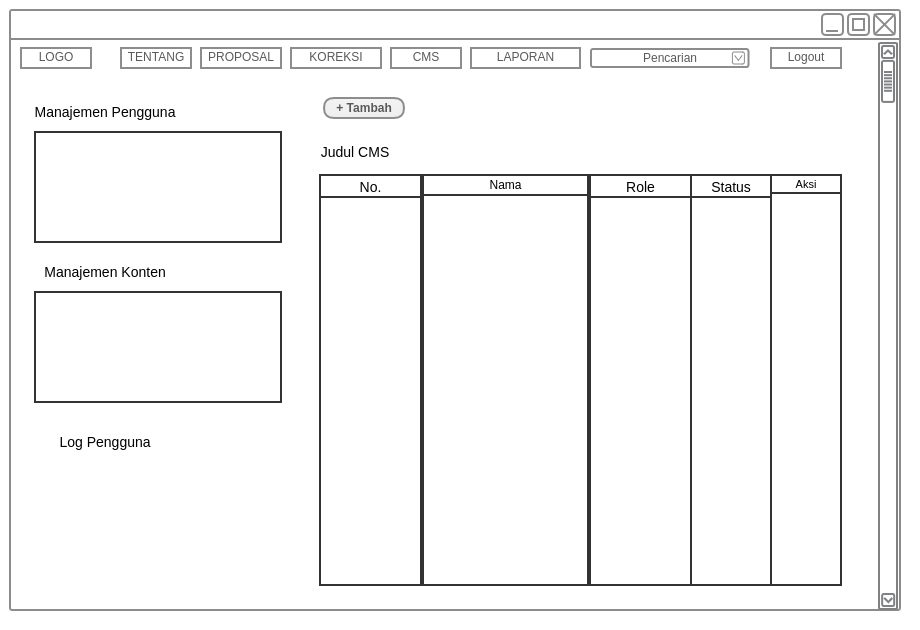 LOGO
TENTANG
PROPOSAL
KOREKSI
CMS
LAPORAN
Pencarian
Logout
Manajemen Pengguna
+ Tambah
Judul CMS
No.
Nama
Role
Status
Aksi
Manajemen Konten
Log Pengguna